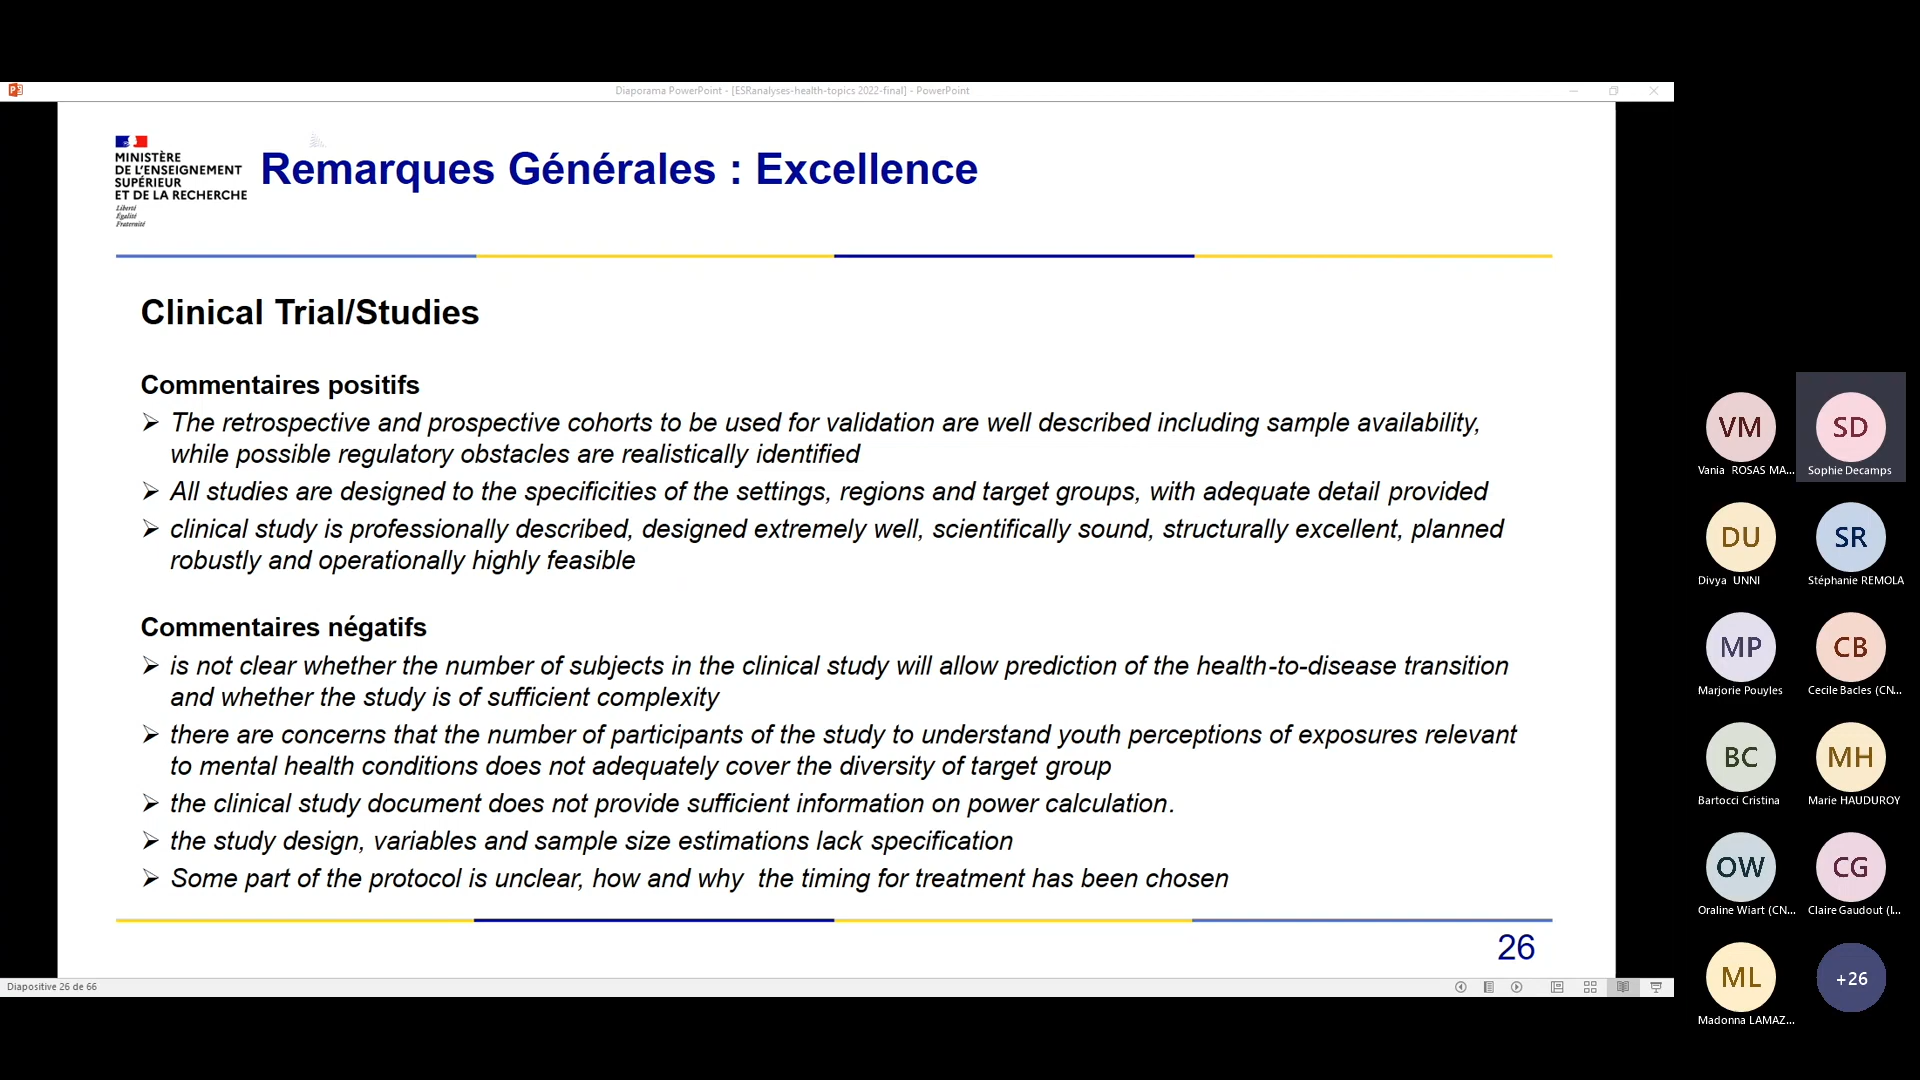 Diaporama PowerPoint - [ESRanalyses-health-topics 2022-final] - PowerPoint
MINISTÈRE
DE L'ENSEIGNEMENT
SUPÉRIEUR
ET DE LA RECHERCHE
Liberté
Égalité
Fraternité
Remarques Générales : Excellence
Clinical Trial/Studies
Commentaires positifs
The retrospective and prospective cohorts to be used for validation are well described including sample availability,
while possible regulatory obstacles are realistically identified
All studies are designed to the specificities of the settings, regions and target groups, with adequate detail provided
clinical study is professionally described, designed extremely well, scientifically sound, structurally excellent, planned
robustly and operationally highly feasible
Commentaires négatifs
is not clear whether the number of subjects in the clinical study will allow prediction of the health-to-disease transition
and whether the study is of sufficient complexity
there are concerns that the number of participants of the study to understand youth perceptions of exposures relevant
to mental health conditions does not adequately cover the diversity of target group
the clinical study document does not provide sufficient information on power calculation.
the study design, variables and sample size estimations lack specification
Some part of the protocol is unclear, how and why the timing for treatment has been chosen
26
Diapositive 26 de 66
VM
Vania ROSAS MA...
SD
Sophie Decamps
DU
Divya UNNI
SR
Stéphanie REMOLA
MP
Marjorie Pouyles
CB
Cecile Bacles (CN...
BC
Bartocci Cristina
MH
Marie HAUDUROY
OW
Oraline Wiart (CN...
CG
Claire Gaudout (I...
ML
Madonna LAMAZ...
+26